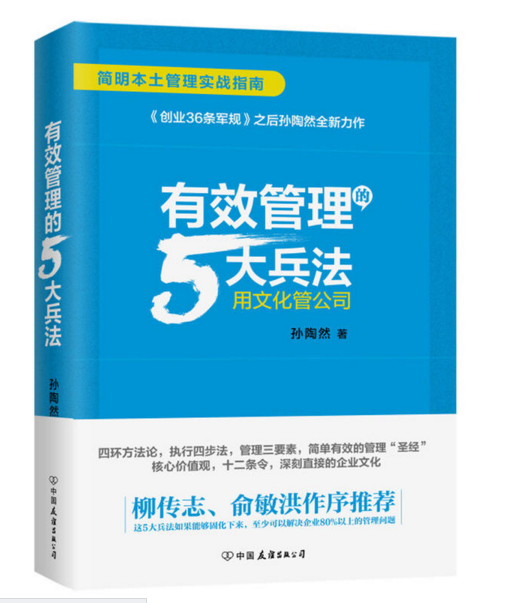 简明本土管理实战指南
《创业36条军规》之后孙陶然全新力作
有效管理的
5大兵法
用文化管公司
孙陶然 著
四环方法论，执行四步法，管理三要素，简单有效的管理“圣经”
核心价值观，十二条令，深刻直接的企业文化
柳传志、俞敏洪作序推荐
这5大兵法如果能够固化下来，至少可以解决企业80%以上的管理问题
中国友谊出版公司
有效管理的5大兵法
孙陶然
中国友谊出版公司